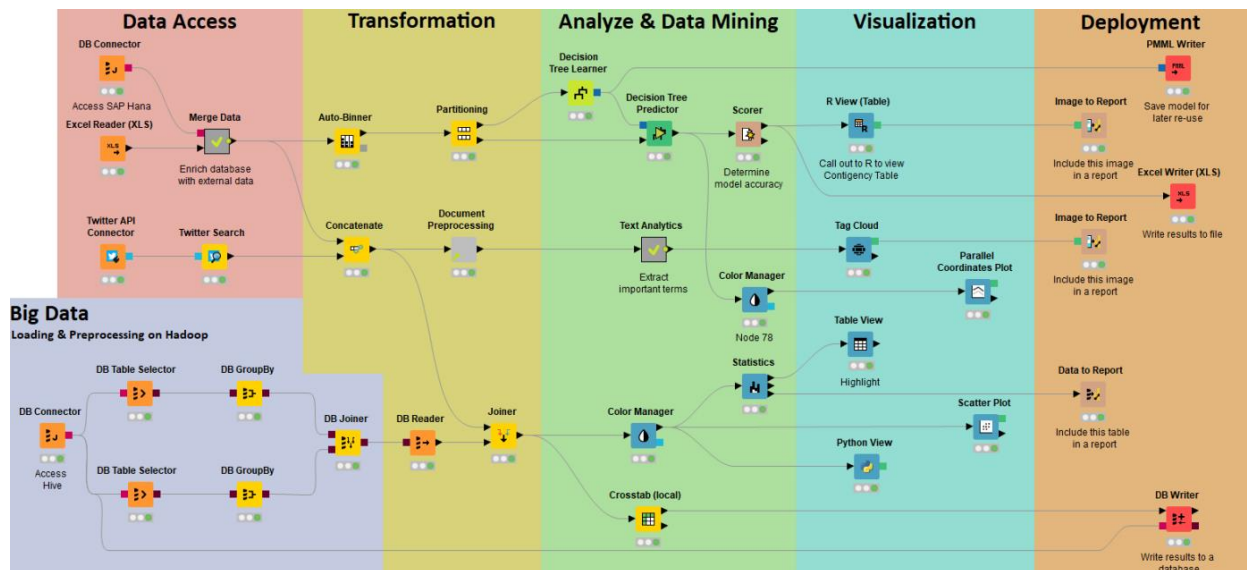 Data Access
Transformation
Analyze & Data Mining
Visualization
Deployment
DB Connector
Access SAP Hana
Excel Reader (XLS)
XLS
Merge Data
Enrich database
with external data
Twitter API
Connector
Twitter Search
Auto-Binner
Partitioning
Concatenate
Document
Preprocessing
Decision
Tree Learner
Decision Tree
Predictor
Scorer
Determine
model accuracy
Text Analytics
Extract
important terms
Color Manager
Node 78
R View (Table)
R
Call out to R to view
Contigency Table
Tag Cloud
Parallel
Coordinates Plot
Table View
Highlight
PMML Writer
PMML
Save model for
later re-use
Image to Report
Include this image
in a report
Excel Writer (XLS)
XLS
Write results to file
Image to Report
Include this image
in a report
Big Data
Loading & Preprocessing on Hadoop
DB Connector
Access
Hive
DB Table Selector
DB GroupBy
DB Table Selector
DB GroupBy
DB Joiner
DB Reader
Joiner
Color Manager
Statistics
Crosstab (local)
Scatter Plot
Python View
Data to Report
Include this table
in a report
DB Writer
Write results to a
database